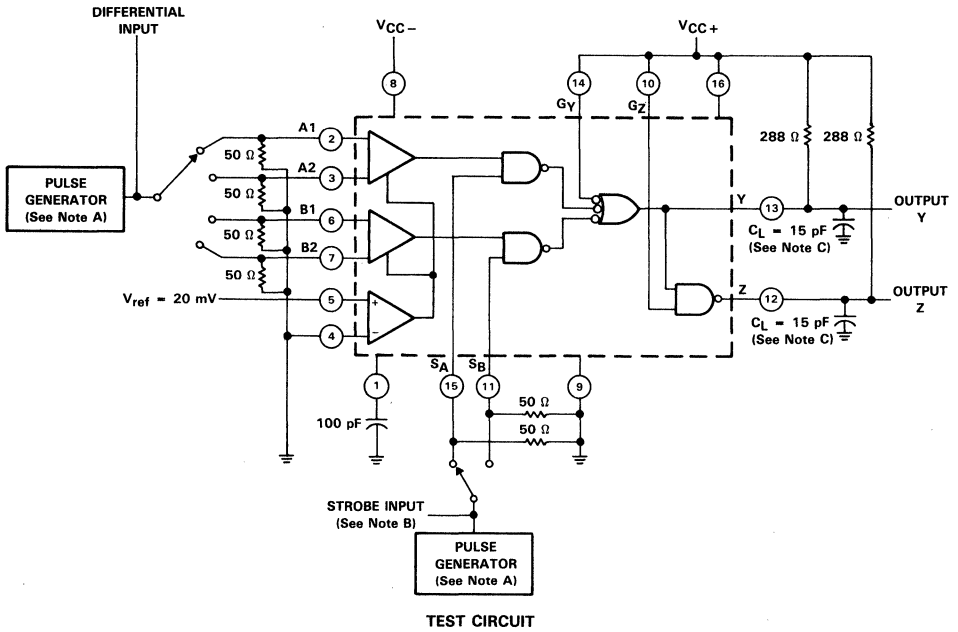 DIFFERENTIAL
INPUT
VCC−
VCC+
8
14
10
16
GY
GZ
A1
2
50 Ω
288 Ω
288 Ω
PULSE
GENERATOR
(See Note A)
A2
3
50 Ω
B1
6
50 Ω
B2
7
50 Ω
Y
13
OUTPUT
Y
CL = 15 pF
(See Note C)
Vref = 20 mV
5
+
−
4
Z
12
OUTPUT
Z
CL = 15 pF
(See Note C)
SA
SB
1
15
11
9
100 pF
50 Ω
50 Ω
STROBE INPUT
(See Note B)
PULSE
GENERATOR
(See Note A)
TEST CIRCUIT